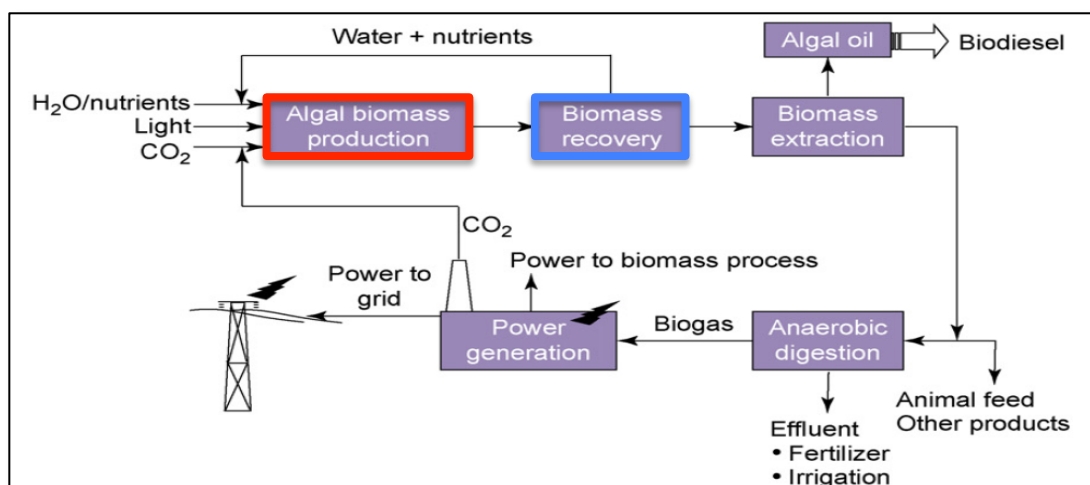 Water + nutrients
Algal oil
Biodiesel
H₂O/nutrients
Light
CO₂
Algal biomass
production
Biomass
recovery
Biomass
extraction
CO₂
Power to
grid
Power to biomass process
Power
generation
Biogas
Anaerobic
digestion
Animal feed
Other products
Effluent
• Fertilizer
• Irrigation